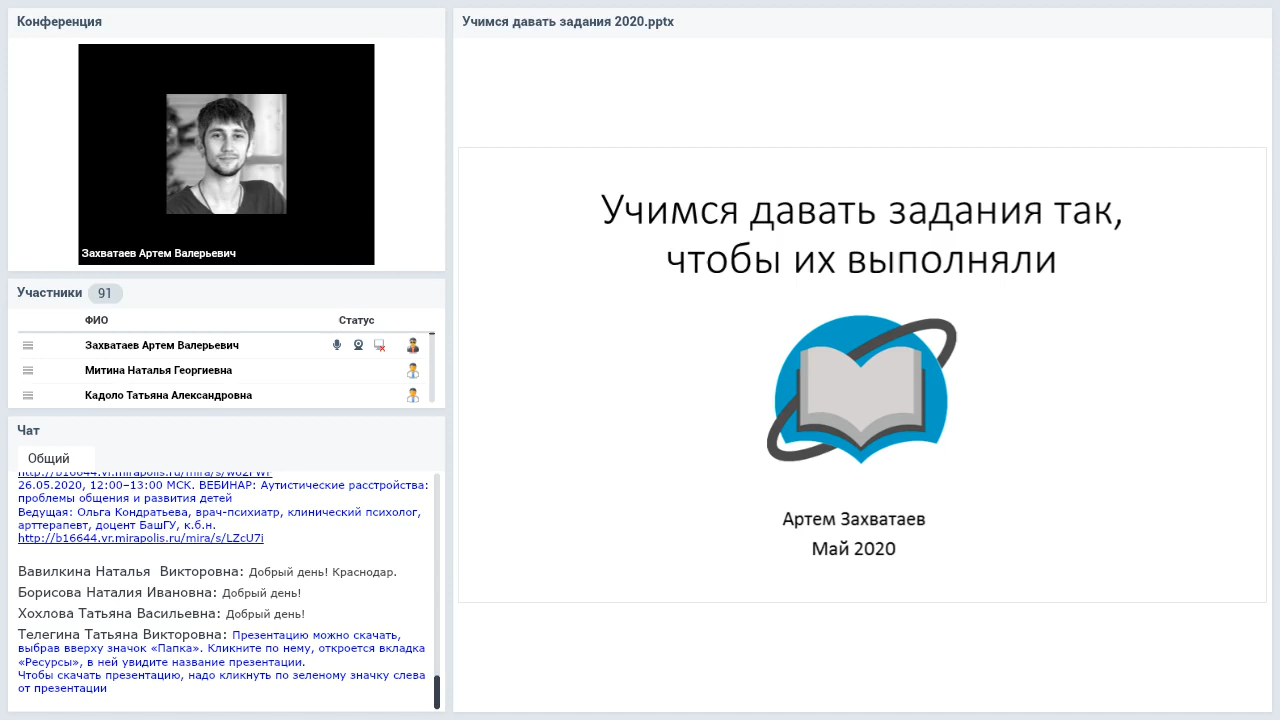 Конференция
Захватаев Артем Валерьевич
Участники 91
ФИО Статус
Захватаев Артем Валерьевич
Митина Наталья Георгиевна
Кадоло Татьяна Александровна
Чат
Общий
26.05.2020, 12:00–13:00 МСК. ВЕБИНАР: Аутистические расстройства:
проблемы общения и развития детей
Ведущая: Ольга Кондратьева, врач-психиатр, клинический психолог,
арттерапевт, доцент БашГУ, к.б.н.
http://b16644.vr.mirapolis.ru/mira/s/LZcU7i
Вавилкина Наталья  Викторовна: Добрый день! Краснодар.
Борисова Наталия Ивановна: Добрый день!
Хохлова Татьяна Васильевна: Добрый день!
Телегина Татьяна Викторовна: Презентацию можно скачать,
выбрав вверху значок «Папка». Кликните по нему, откроется вкладка
«Ресурсы», в ней увидите название презентации.
Чтобы скачать презентацию, надо кликнуть по зеленому значку слева
от презентации
Учимся давать задания 2020.pptx
Учимся давать задания так,
чтобы их выполняли
Артем Захватаев
Май 2020